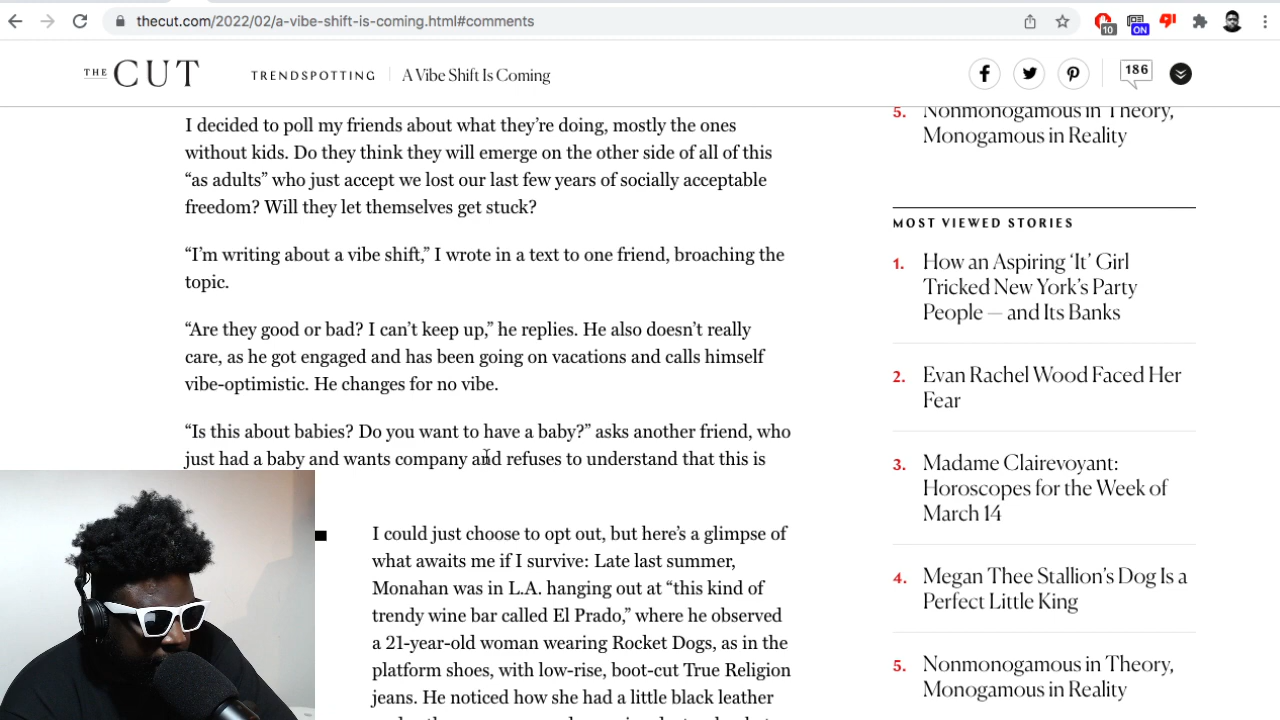 thecut.com/2022/02/a-vibe-shift-is-coming.html#comments
10
ON
THE CUT
TRENDSPOTTING
A Vibe Shift Is Coming
186
I decided to poll my friends about what they’re doing, mostly the ones
without kids. Do they think they will emerge on the other side of all of this
“as adults” who just accept we lost our last few years of socially acceptable
freedom? Will they let themselves get stuck?
“I’m writing about a vibe shift,” I wrote in a text to one friend, broaching the
topic.
“Are they good or bad? I can’t keep up,” he replies. He also doesn’t really
care, as he got engaged and has been going on vacations and calls himself
vibe-optimistic. He changes for no vibe.
“Is this about babies? Do you want to have a baby?” asks another friend, who
just had a baby and wants company and refuses to understand that this is
I could just choose to opt out, but here’s a glimpse of
what awaits me if I survive: Late last summer,
Monahan was in L.A. hanging out at “this kind of
trendy wine bar called El Prado,” where he observed
a 21-year-old woman wearing Rocket Dogs, as in the
platform shoes, with low-rise, boot-cut True Religion
jeans. He noticed how she had a little black leather
5. Nonmonogamous in Theory,
Monogamous in Reality
MOST VIEWED STORIES
1. How an Aspiring ‘It’ Girl
Tricked New York’s Party
People — and Its Banks
2. Evan Rachel Wood Faced Her
Fear
3. Madame Clairevoyant:
Horoscopes for the Week of
March 14
4. Megan Thee Stallion’s Dog Is a
Perfect Little King
5. Nonmonogamous in Theory,
Monogamous in Reality